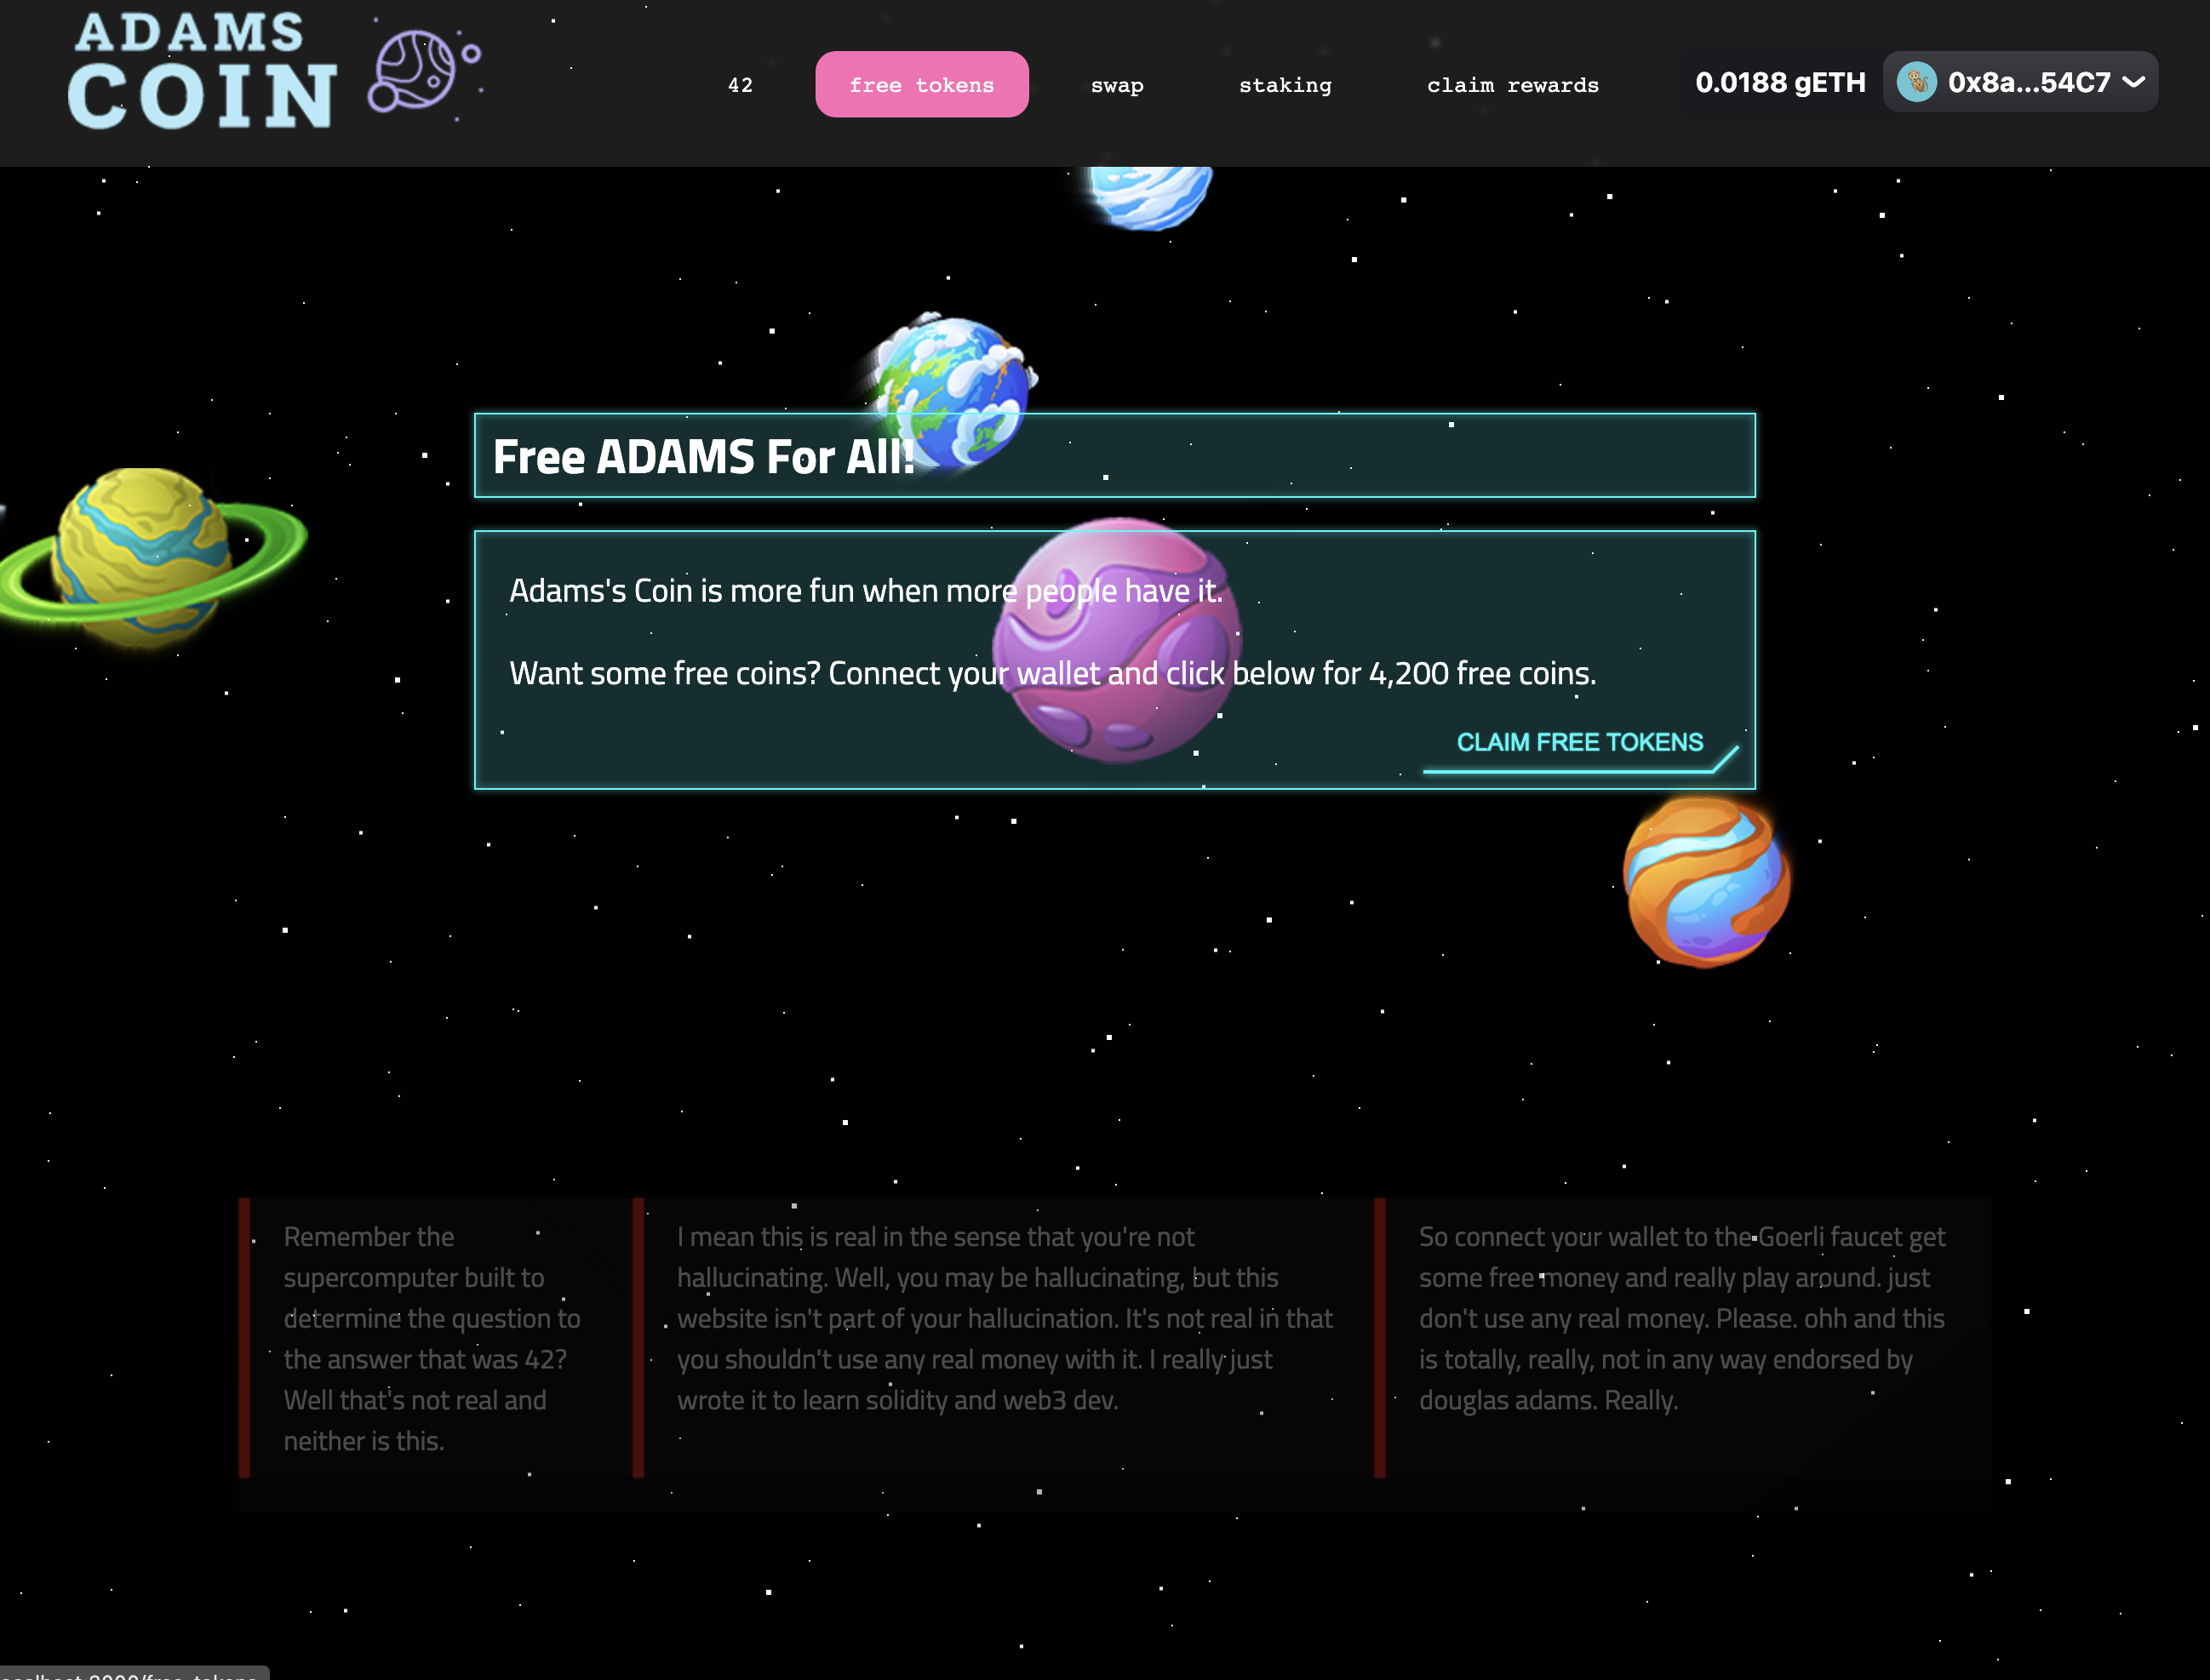 ADAMS
COIN
42
free tokens
swap
staking
claim rewards
0.0188 gETH
0x8a...54C7
Free ADAMS For All!
Adams's Coin is more fun when more people have it.
Want some free coins? Connect your wallet and click below for 4,200 free coins.
CLAIM FREE TOKENS
Remember the
supercomputer built to
determine the question to
the answer that was 42?
Well that's not real and
neither is this.
I mean this is real in the sense that you're not
hallucinating. Well, you may be hallucinating, but this
website isn't part of your hallucination. It's not real in that
you shouldn't use any real money with it. I really just
wrote it to learn solidity and web3 dev.
So connect your wallet to the Goerli faucet get
some free money and really play around. just
don't use any real money. Please. ohh and this
is totally, really, not in any way endorsed by
douglas adams. Really.